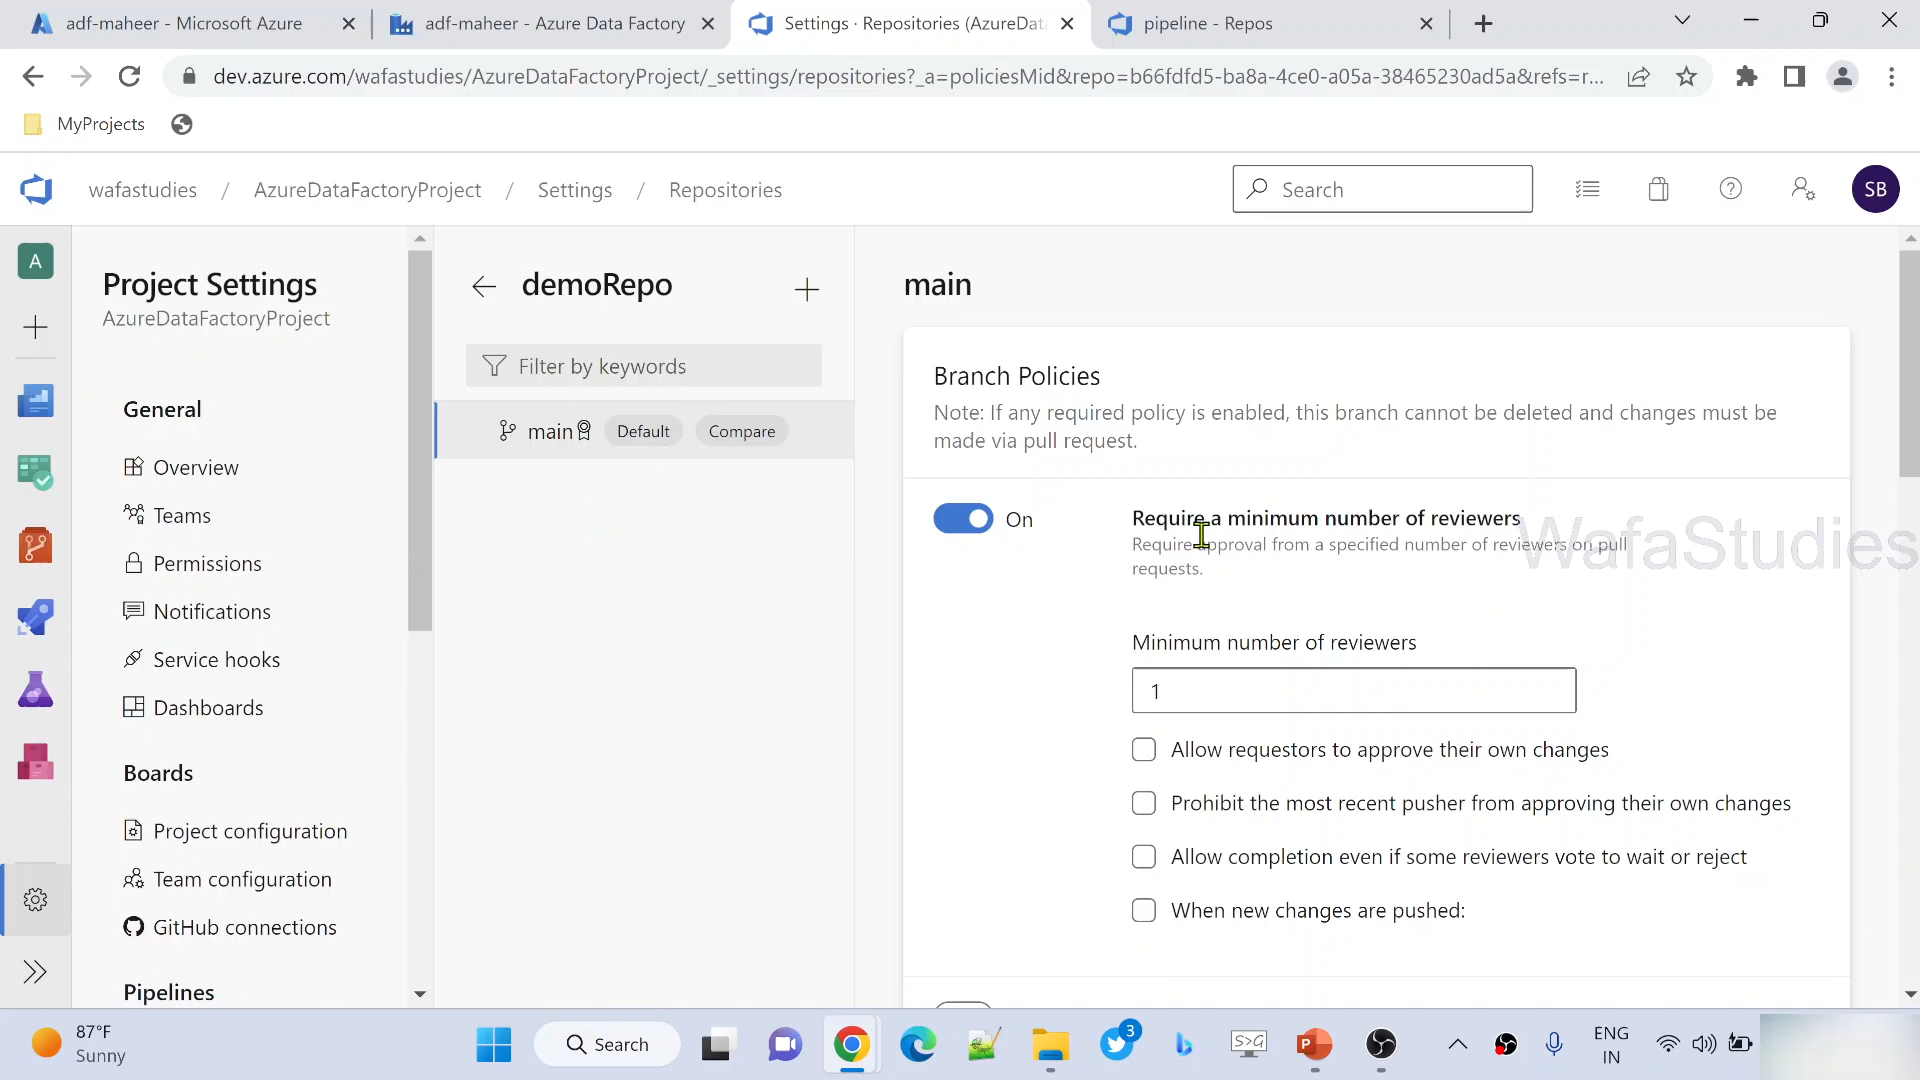 adf-maheer - Microsoft Azure
adf-maheer - Azure Data Factory
Settings · Repositories (AzureData
pipeline - Repos
dev.azure.com/wafastudies/AzureDataFactoryProject/_settings/repositories?_a=policiesMid&repo=b66fdfd5-ba8a-4ce0-a05a-38465230ad5a&refs=r...
MyProjects
wafastudies / AzureDataFactoryProject / Settings / Repositories
Search
SB
A
Project Settings
AzureDataFactoryProject
General
Overview
Teams
Permissions
Notifications
Service hooks
Dashboards
Boards
Project configuration
Team configuration
GitHub connections
Pipelines
demoRepo
Filter by keywords
main Default Compare
main
Branch Policies
Note: If any required policy is enabled, this branch cannot be deleted and changes must be
made via pull request.
On
Require a minimum number of reviewers
Require approval from a specified number of reviewers on pull
requests.
WafaStudies
Minimum number of reviewers
1
Allow requestors to approve their own changes
Prohibit the most recent pusher from approving their own changes
Allow completion even if some reviewers vote to wait or reject
When new changes are pushed:
87°F
Sunny
Search
3
S>G
P
ENG
IN